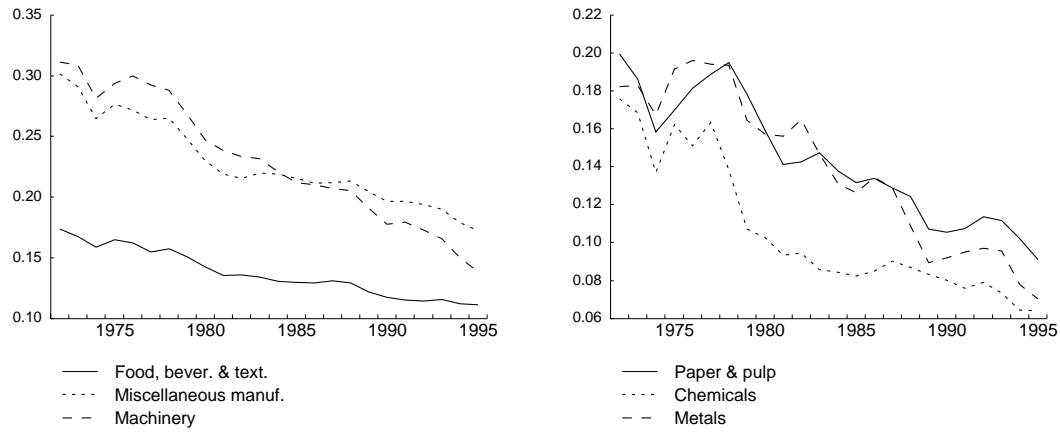 0.35
0.30
0.25
0.20
0.15
0.10
1975 1980 1985 1990 1995
Food, bever. & text.
Miscellaneous manuf.
Machinery
0.22
0.20
0.18
0.16
0.14
0.12
0.10
0.08
0.06
1975 1980 1985 1990 1995
Paper & pulp
Chemicals
Metals